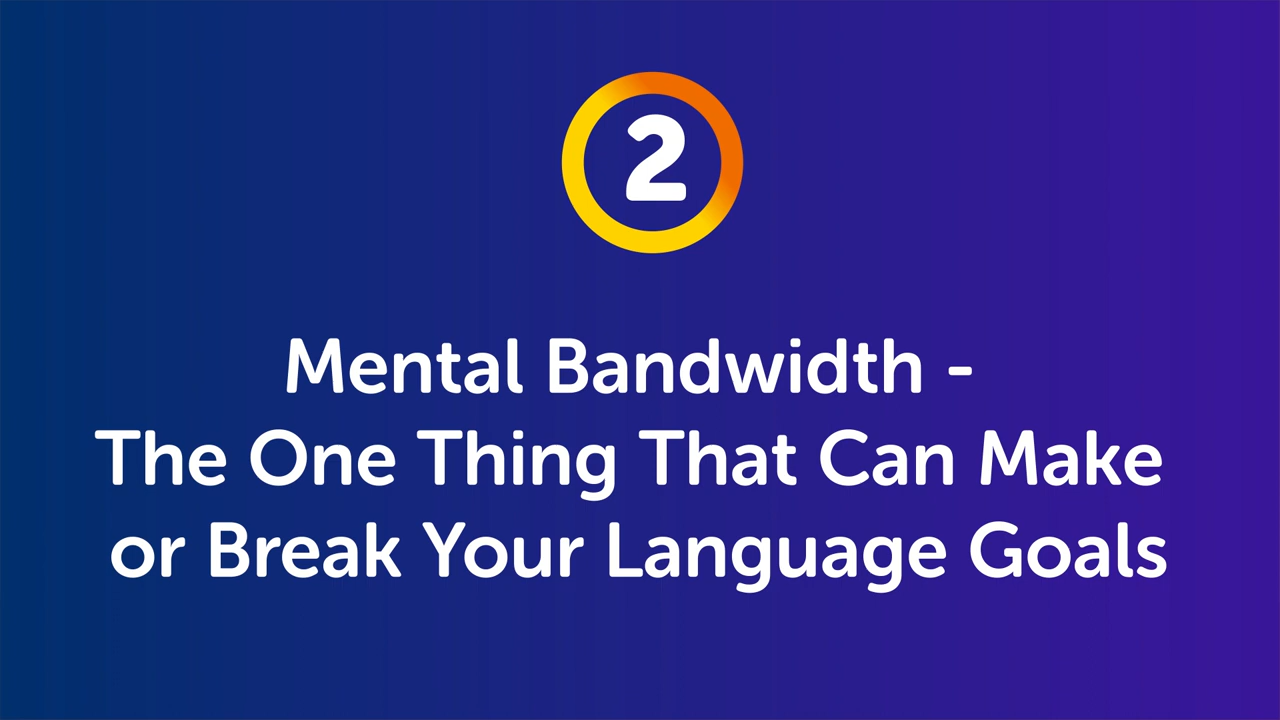 2
Mental Bandwidth -
The One Thing That Can Make
or Break Your Language Goals